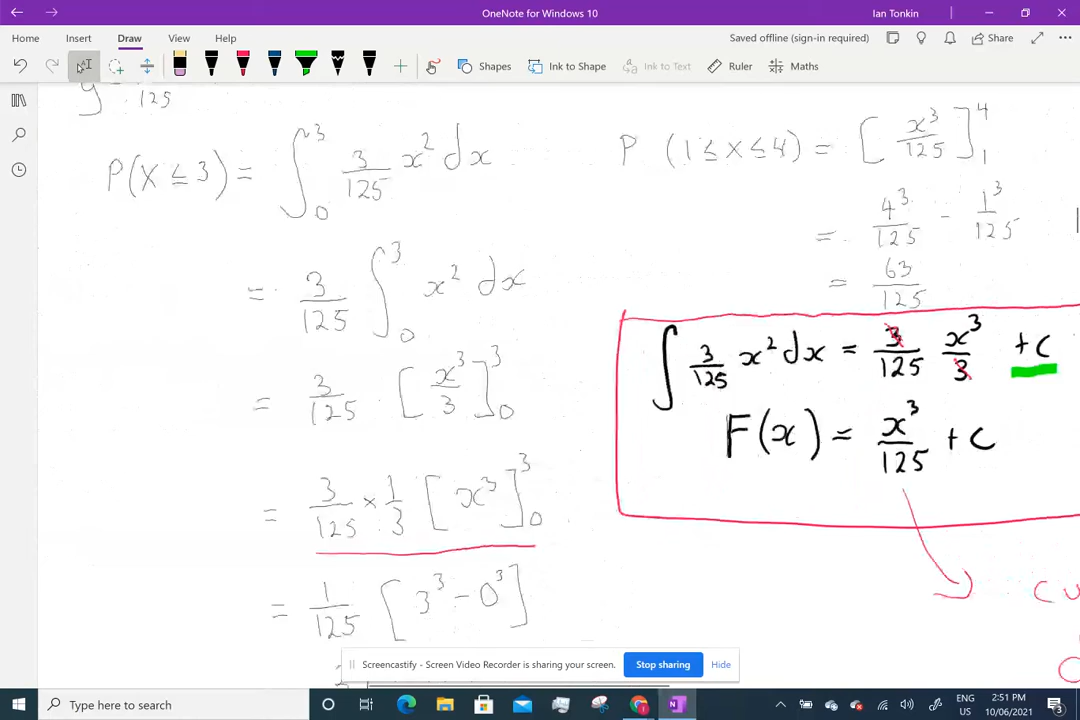 OneNote for Windows 10
Ian Tonkin
Home Insert Draw View Help
Saved offline (sign-in required)
Share
Shapes
Ink to Shape
Ink to Text
Ruler
Maths
125
P(X ≤ 3) = ∫₀³ 3/125 x² dx
= 3/125 ∫₀³ x² dx
= 3/125 [x³/3]₀³
= 3/125 × 1/3 [x³]₀³
= 1/125 [3³ − 0³]
P (1 ≤ X ≤ 4) = [x³/125]₁⁴
= 4³/125 - 1³/125
= 63/125
∫ 3/125 x² dx = 3/125 x³/3 + C
F(x) = x³/125 + C
Cu
Screencastify - Screen Video Recorder is sharing your screen.
Stop sharing
Hide
Type here to search
ENG
US
2:51 PM
10/06/2021
3